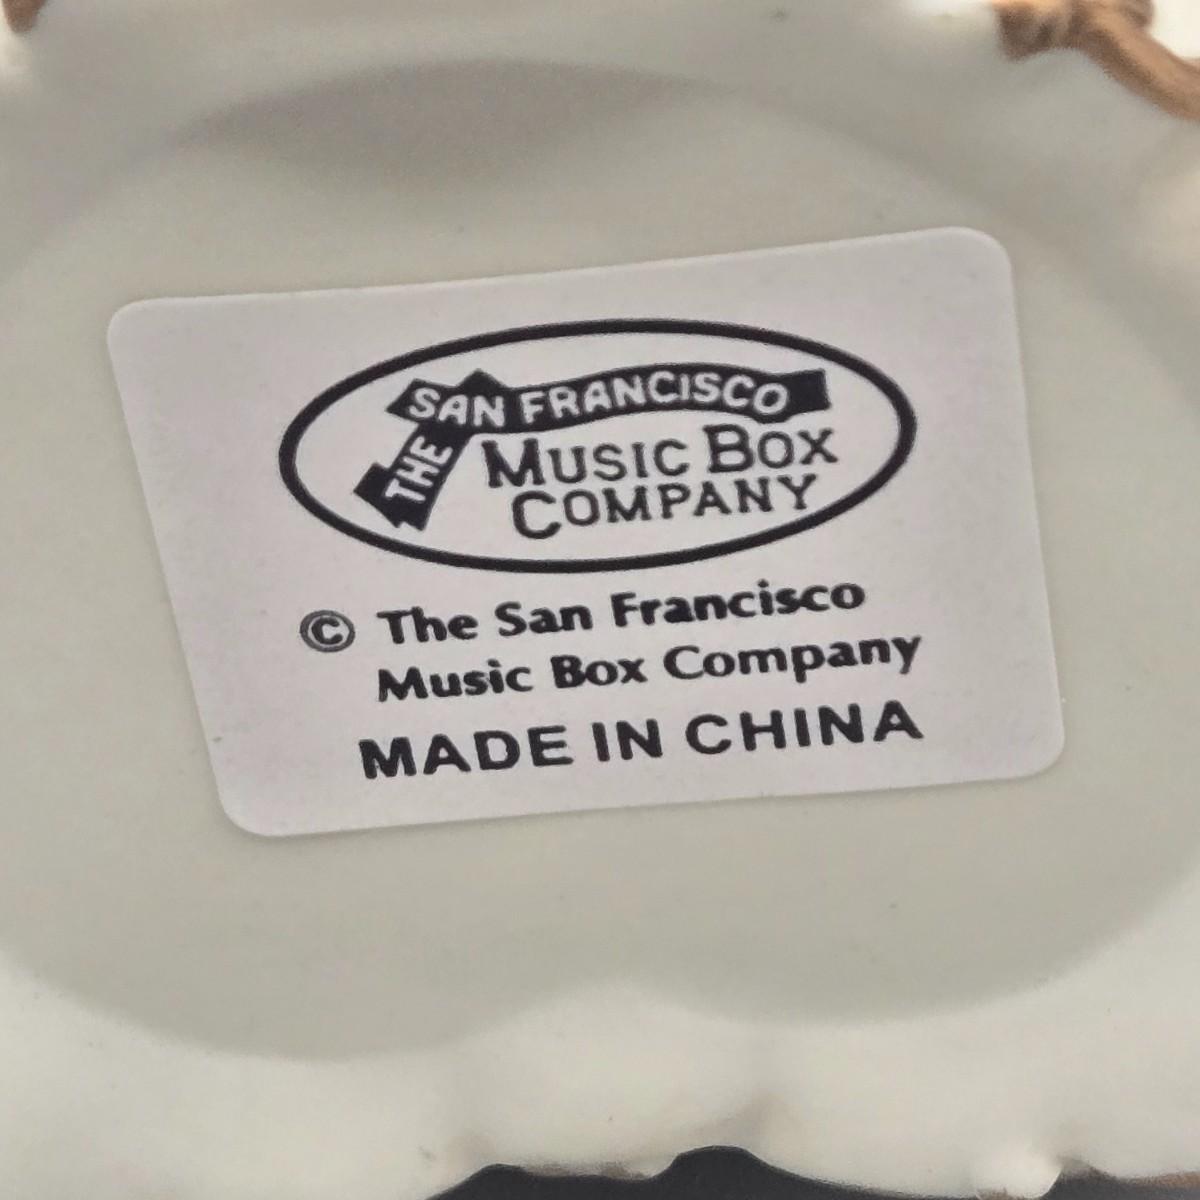 THE SAN FRANCISCO
MUSIC BOX
COMPANY
© The San Francisco
Music Box Company
MADE IN CHINA